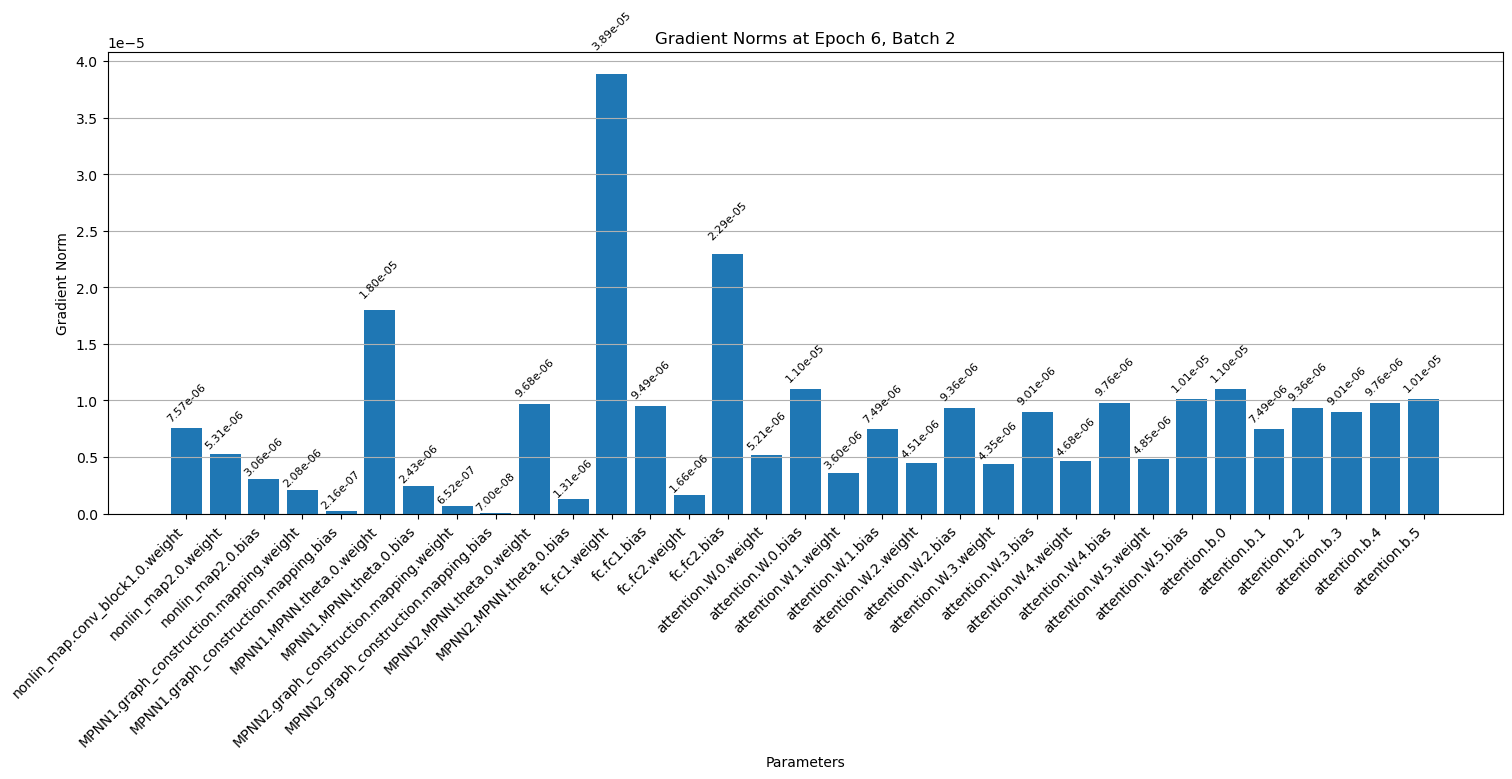 Gradient Norms at Epoch 6, Batch 2
1e−5
4.0
3.5
3.0
2.5
2.0
1.5
1.0
0.5
0.0
Gradient Norm
7.57e-06
5.31e-06
3.06e-06
2.08e-06
2.16e-07
1.80e-05
2.43e-06
6.52e-07
7.00e-08
9.68e-06
1.31e-06
3.89e-05
9.49e-06
1.66e-06
2.29e-05
5.21e-06
1.10e-05
3.60e-06
7.49e-06
4.51e-06
9.36e-06
4.35e-06
9.01e-06
4.68e-06
9.76e-06
4.85e-06
1.01e-05
1.10e-05
7.49e-06
9.36e-06
9.01e-06
9.76e-06
1.01e-05
nonlin_map.conv_block1.0.weight
nonlin_map2.0.weight
nonlin_map2.0.bias
MPNN1.graph_construction.mapping.weight
MPNN1.graph_construction.mapping.bias
MPNN1.MPNN.theta.0.weight
MPNN1.MPNN.theta.0.bias
MPNN2.graph_construction.mapping.weight
MPNN2.graph_construction.mapping.bias
MPNN2.MPNN.theta.0.weight
MPNN2.MPNN.theta.0.bias
fc.fc1.weight
fc.fc1.bias
fc.fc2.weight
fc.fc2.bias
attention.W.0.weight
attention.W.0.bias
attention.W.1.weight
attention.W.1.bias
attention.W.2.weight
attention.W.2.bias
attention.W.3.weight
attention.W.3.bias
attention.W.4.weight
attention.W.4.bias
attention.W.5.weight
attention.W.5.bias
attention.b.0
attention.b.1
attention.b.2
attention.b.3
attention.b.4
attention.b.5
Parameters